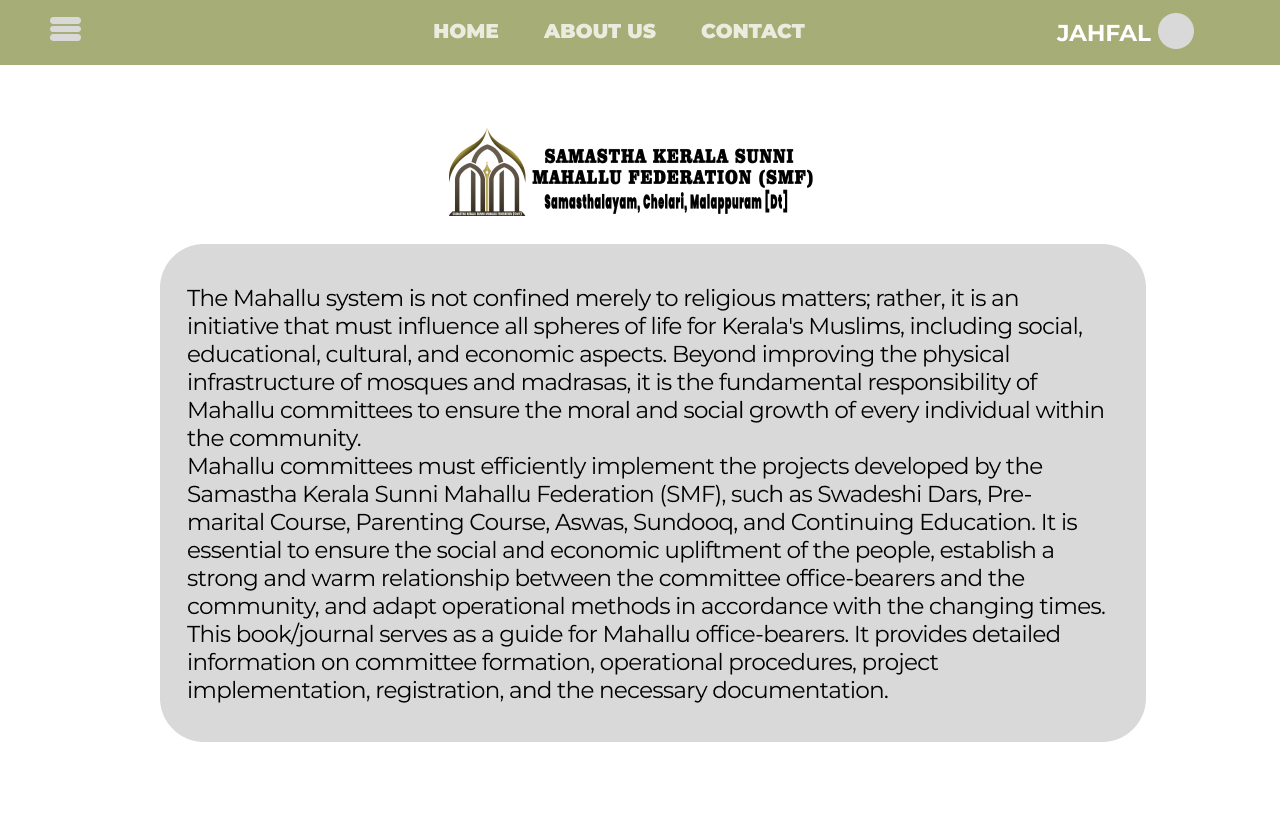 HOME ABOUT US CONTACT JAHFAL
SAMASTHA KERALA SUNNI
MAHALLU FEDERATION (SMF)
Samasthalayam, Chelari, Malappuram [Dt]
The Mahallu system is not confined merely to religious matters; rather, it is an
initiative that must influence all spheres of life for Kerala's Muslims, including social,
educational, cultural, and economic aspects. Beyond improving the physical
infrastructure of mosques and madrasas, it is the fundamental responsibility of
Mahallu committees to ensure the moral and social growth of every individual within
the community.
Mahallu committees must efficiently implement the projects developed by the
Samastha Kerala Sunni Mahallu Federation (SMF), such as Swadeshi Dars, Pre-
marital Course, Parenting Course, Aswas, Sundooq, and Continuing Education. It is
essential to ensure the social and economic upliftment of the people, establish a
strong and warm relationship between the committee office-bearers and the
community, and adapt operational methods in accordance with the changing times.
This book/journal serves as a guide for Mahallu office-bearers. It provides detailed
information on committee formation, operational procedures, project
implementation, registration, and the necessary documentation.